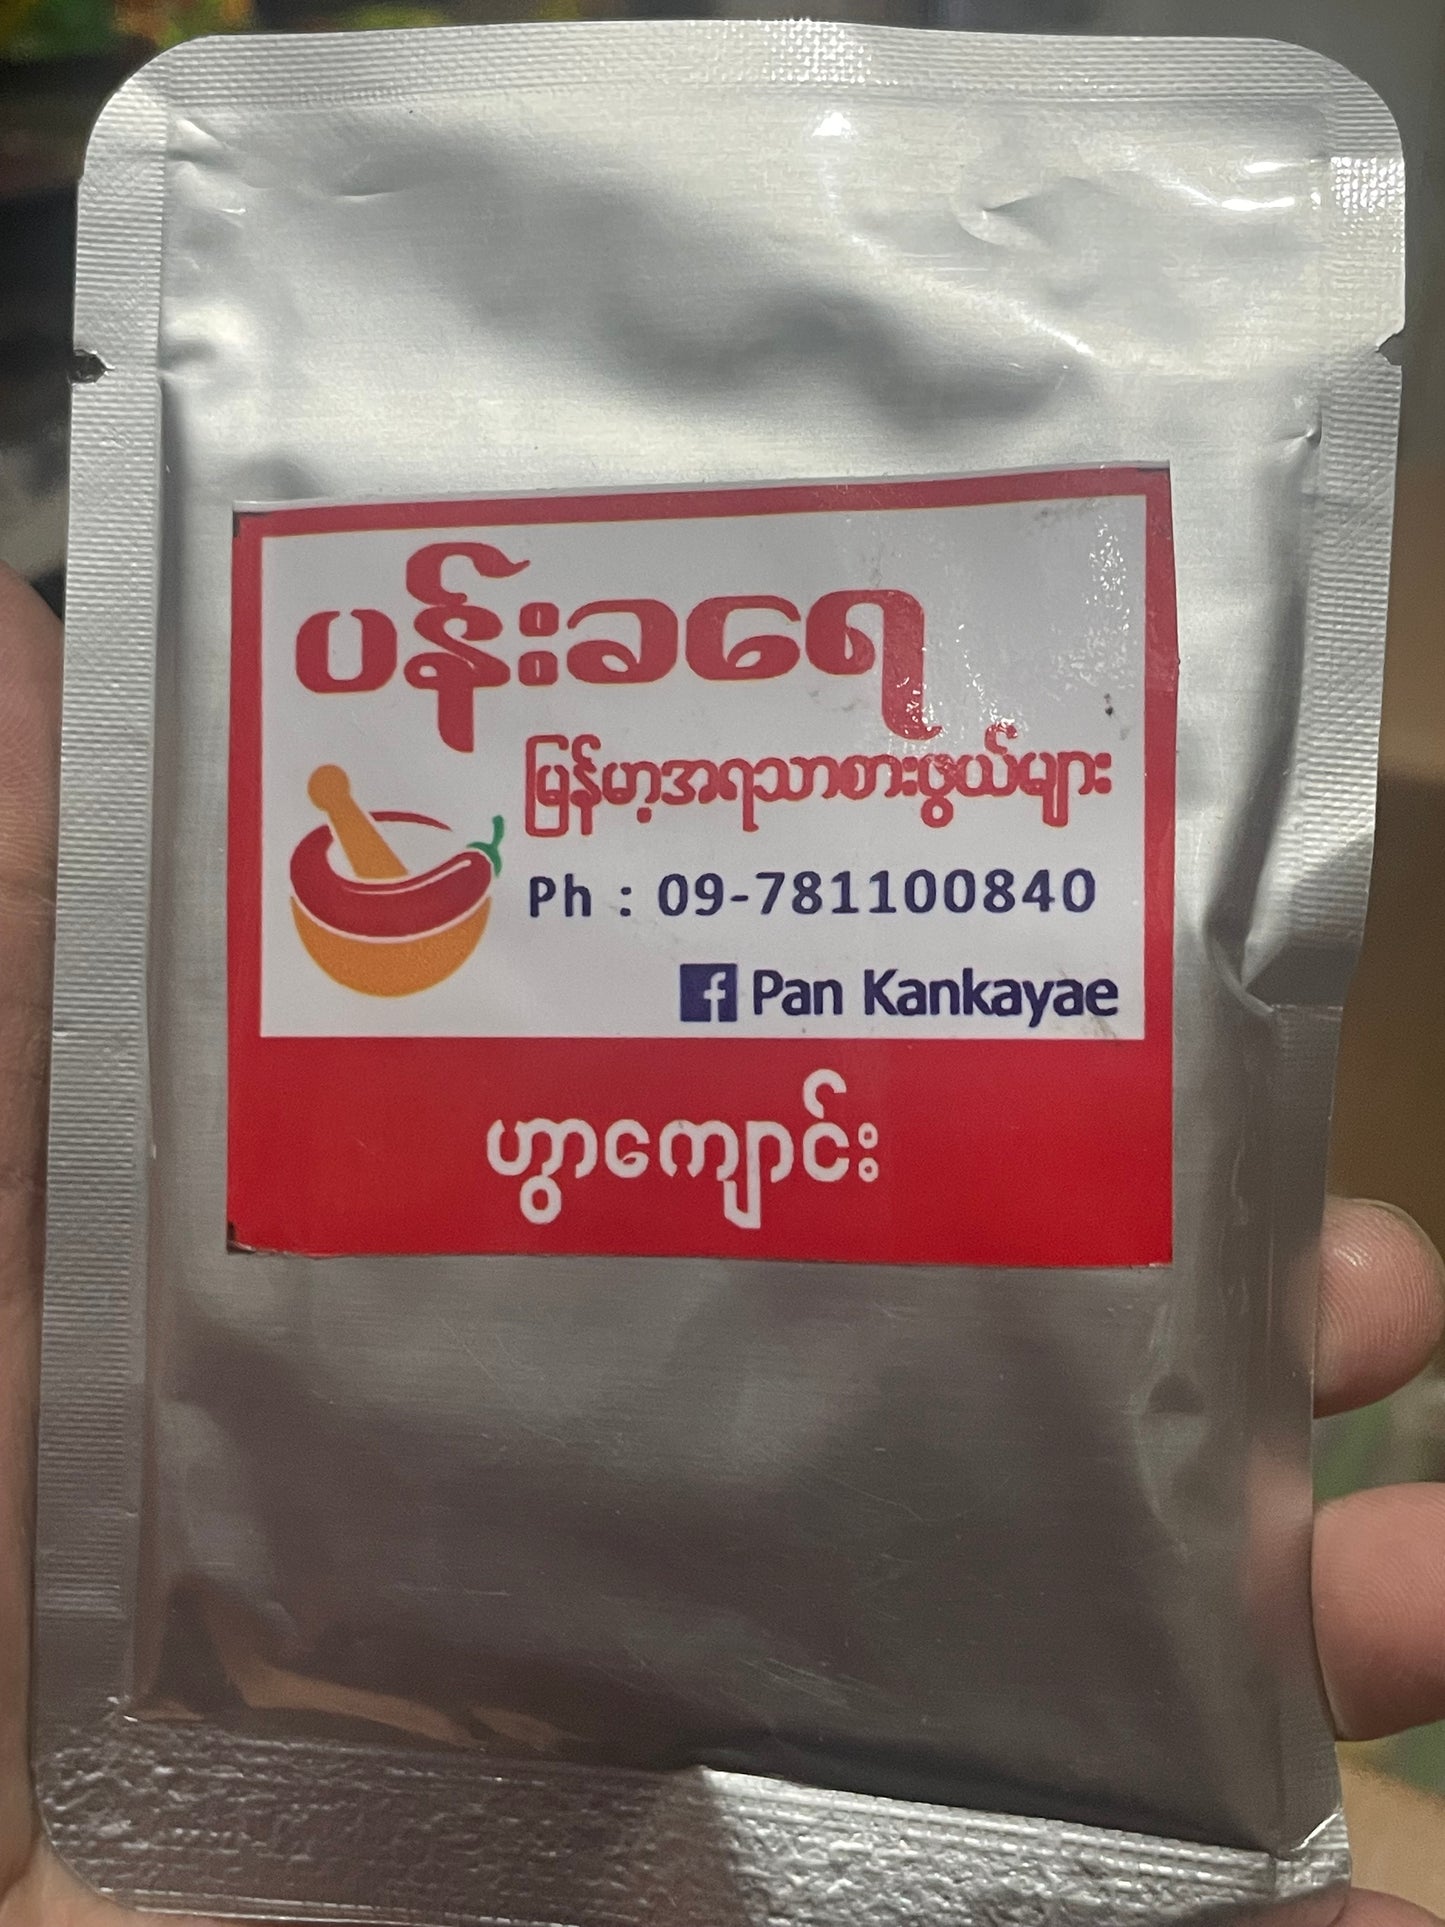 ပန်းခရေ
မြန်မာ့အရသာစားဖွယ်များ
Ph : 09-781100840
f Pan Kankayae
ဟွာကျောင်း